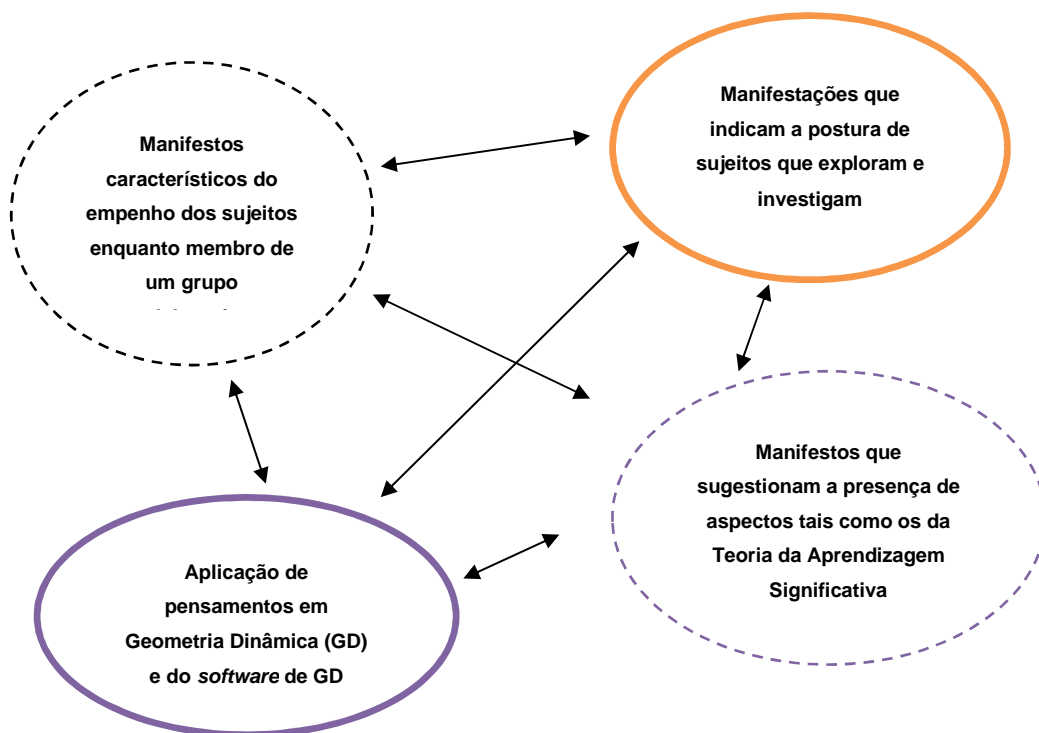 Manifestos
característicos do
empenho dos sujeitos
enquanto membro de
um grupo
Manifestações que
indicam a postura de
sujeitos que exploram e
investigam
Manifestos que
sugestionam a presença de
aspectos tais como os da
Teoria da Aprendizagem
Significativa
Aplicação de
pensamentos em
Geometria Dinâmica (GD)
e do software de GD